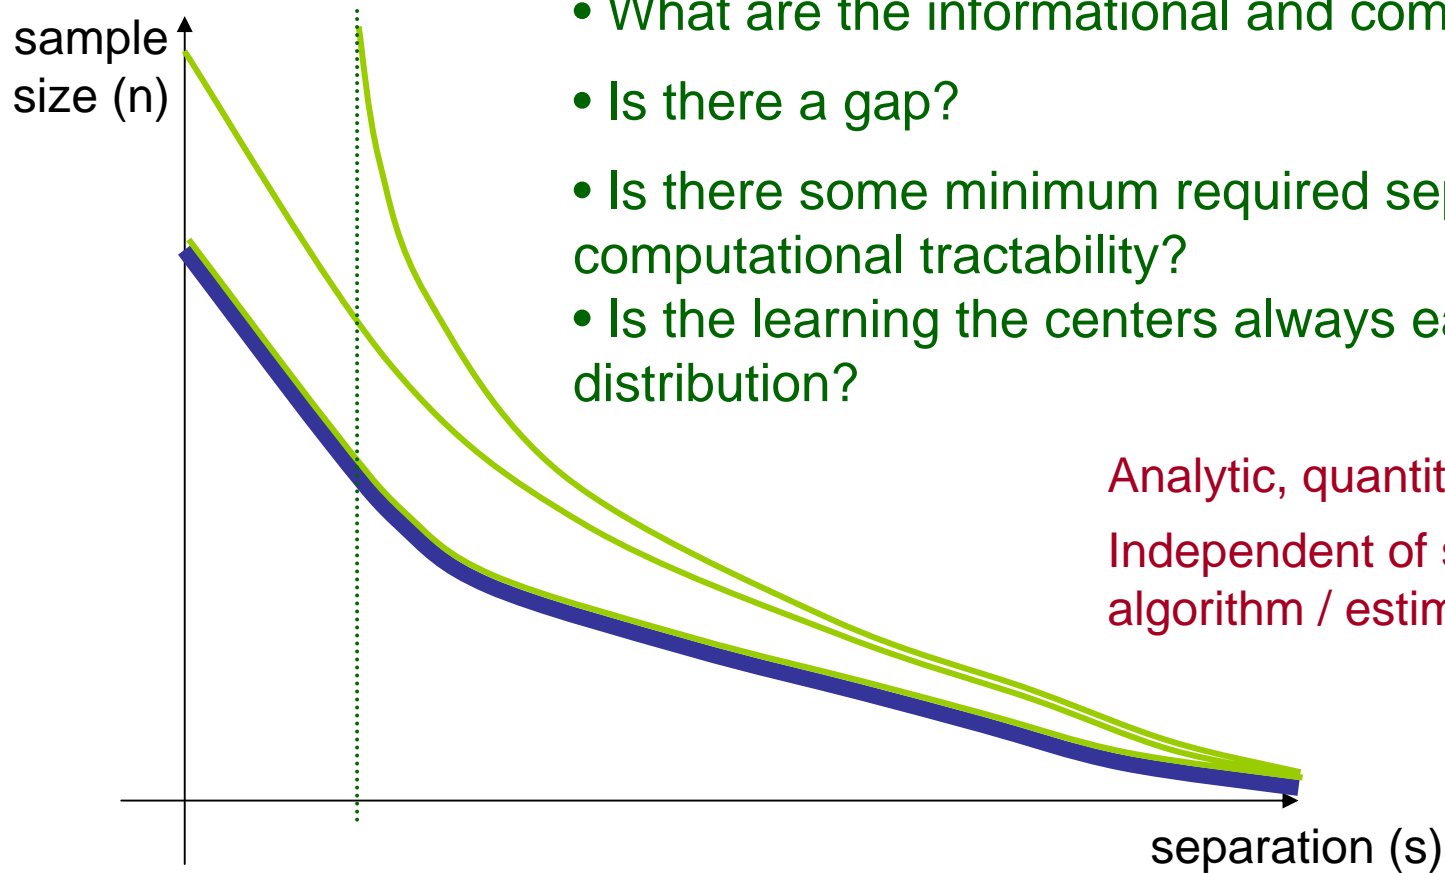 sample
size (n)
• What are the informational and com
• Is there a gap?
• Is there some minimum required se
computational tractability?
• Is the learning the centers always ea
distribution?
Analytic, quantit
Independent of
algorithm / estim
separation (s)